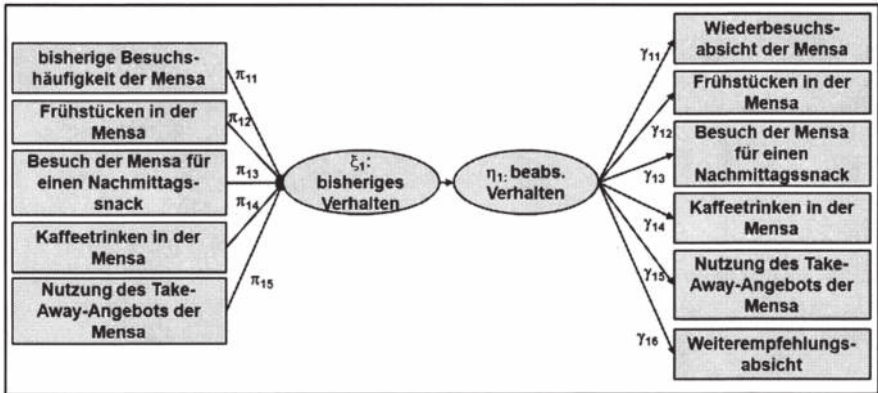 bisherige Besuchs-
häufigkeit der Mensa
Frühstücken in der
Mensa
Besuch der Mensa für
einen Nachmittags-
snack
Kaffeetrinken in der
Mensa
Nutzung des Take-
Away-Angebots der
Mensa
π11
π12
π13
π14
π15
ξ1:
bisheriges
Verhalten
η1: beabs.
Verhalten
γ11
γ12
γ13
γ14
γ15
γ16
Wiederbesuchs-
absicht der Mensa
Frühstücken in der
Mensa
Besuch der Mensa
für einen
Nachmittagssnack
Kaffeetrinken in der
Mensa
Nutzung des Take-
Away-Angebots der
Mensa
Weiterempfehlungs-
absicht